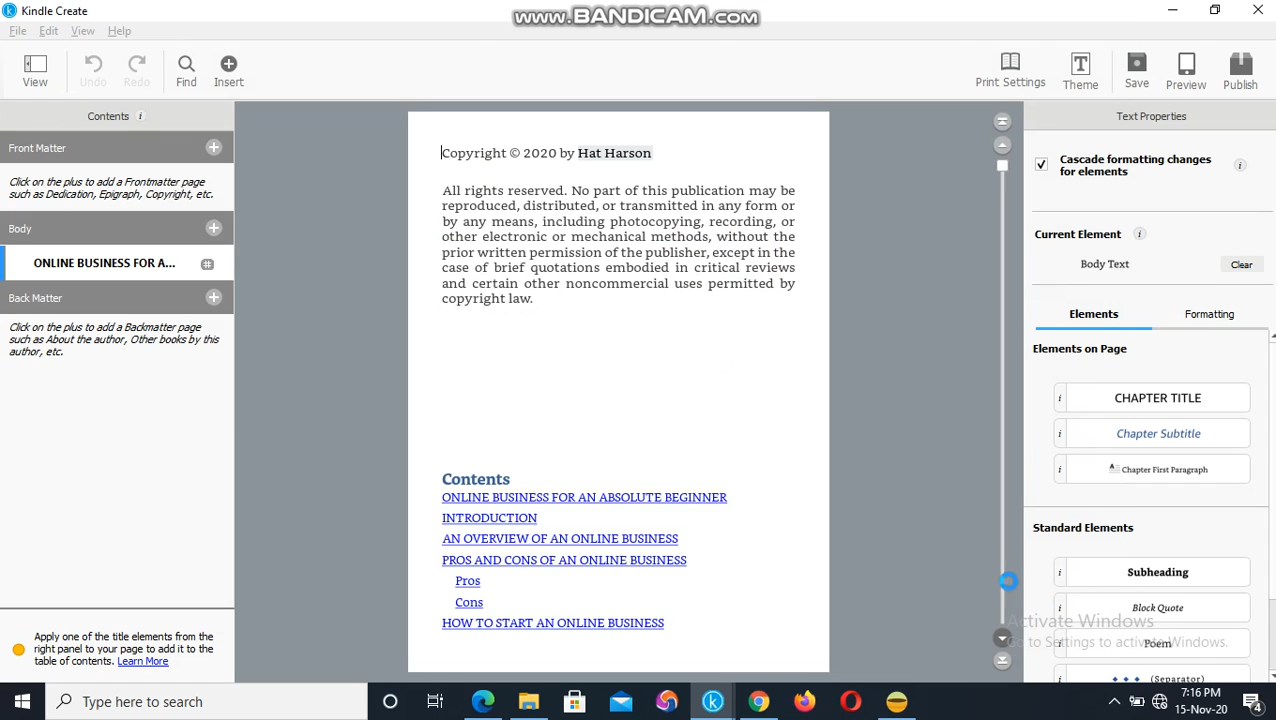 Kindle Create
www.BANDICAM.com
File Edit View Help
View Undo Redo Find Insert
Print Settings Theme Save Preview Publish
Contents i
Front Matter
Click on the plus to add a Frontmatter page
such as Dedication, Epigraph, Copyright, etc.
Body
ONLINE BUSINESS FOR A...
Back Matter
Click on the plus to add a Backmatter page
such as About the author, Other books by this
author, etc.
Apply one of the title elements from the
right panel to your page to add it to the
table of contents. Learn More
Copyright © 2020 by Hat Harson
All rights reserved. No part of this publication may be
reproduced, distributed, or transmitted in any form or
by any means, including photocopying, recording, or
other electronic or mechanical methods, without the
prior written permission of the publisher, except in the
case of brief quotations embodied in critical reviews
and certain other noncommercial uses permitted by
copyright law.
Contents
ONLINE BUSINESS FOR AN ABSOLUTE BEGINNER
INTRODUCTION
AN OVERVIEW OF AN ONLINE BUSINESS
PROS AND CONS OF AN ONLINE BUSINESS
Pros
Cons
HOW TO START AN ONLINE BUSINESS
Text Properties
Cascade formatting changes
for elements
Current Element
Body Text Clear
Elements Formatting
Elements on Page
CHAPTER TITLE
Chapter Subtitle
Chapter First Paragraph
Standard Elements
Subheading
Block Quote
Poem
(Separator)
Activate Windows
Go to Settings to activate Windows.
Type here to search
7:16 PM
15-Nov-20
4